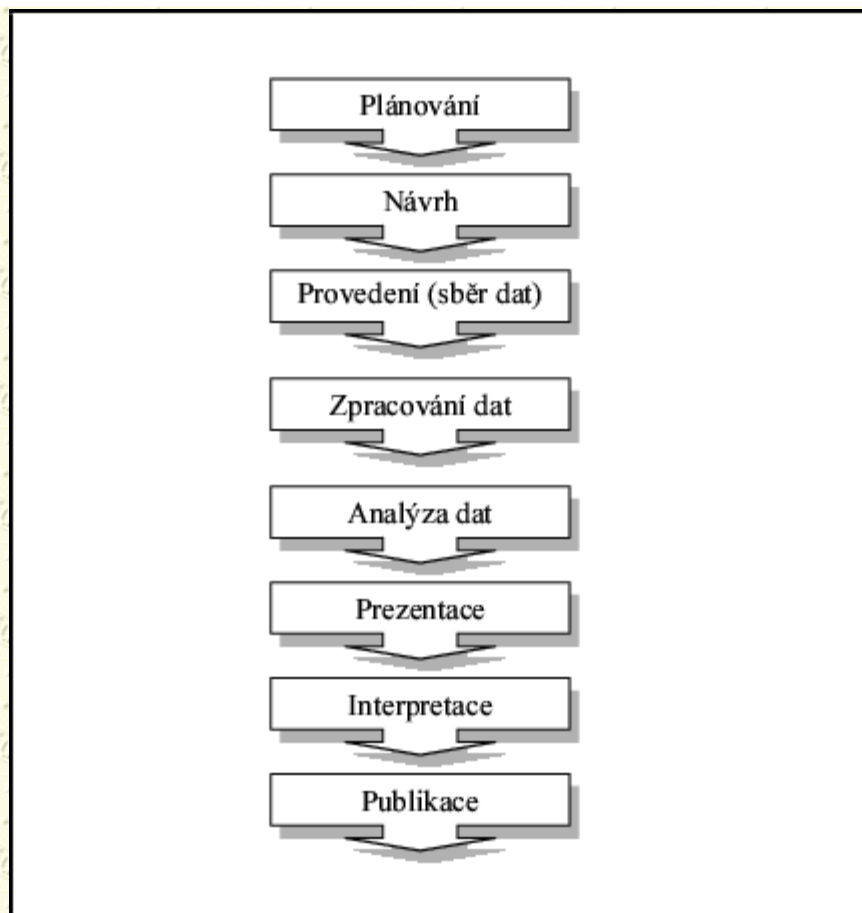 Plánování
Návrh
Provedení (sběr dat)
Zpracování dat
Analýza dat
Prezentace
Interpretace
Publikace